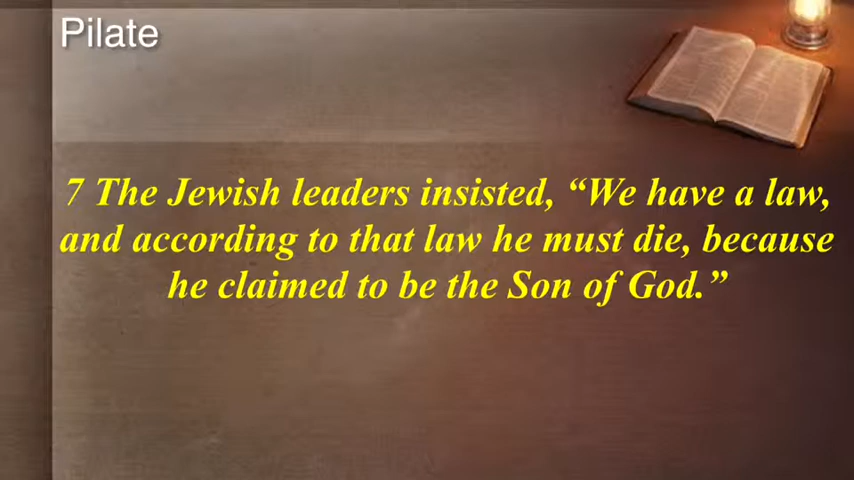 Pilate
7 The Jewish leaders insisted, “We have a law,
and according to that law he must die, because
he claimed to be the Son of God.”